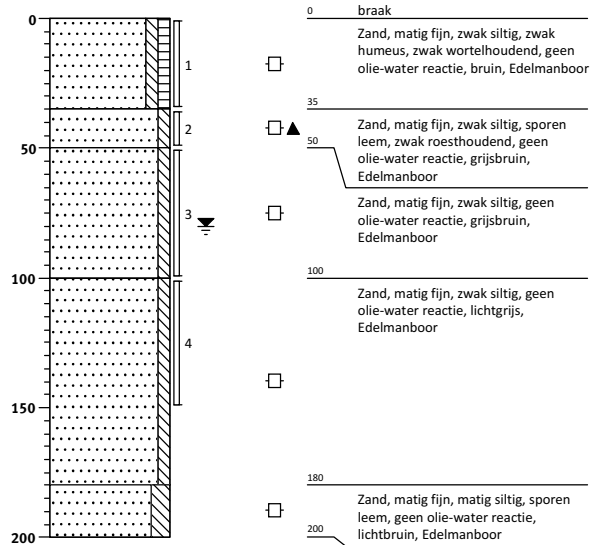 0
50
100
150
200
1
2
3
4
0 braak
Zand, matig fijn, zwak siltig, zwak
humeus, zwak wortelhoudend, geen
olie-water reactie, bruin, Edelmanboor
35
Zand, matig fijn, zwak siltig, sporen
leem, zwak roesthoudend, geen
olie-water reactie, grijsbruin,
Edelmanboor
50
Zand, matig fijn, zwak siltig, geen
olie-water reactie, grijsbruin,
Edelmanboor
100
Zand, matig fijn, zwak siltig, geen
olie-water reactie, lichtgrijs,
Edelmanboor
180
Zand, matig fijn, matig siltig, sporen
leem, geen olie-water reactie,
lichtbruin, Edelmanboor
200